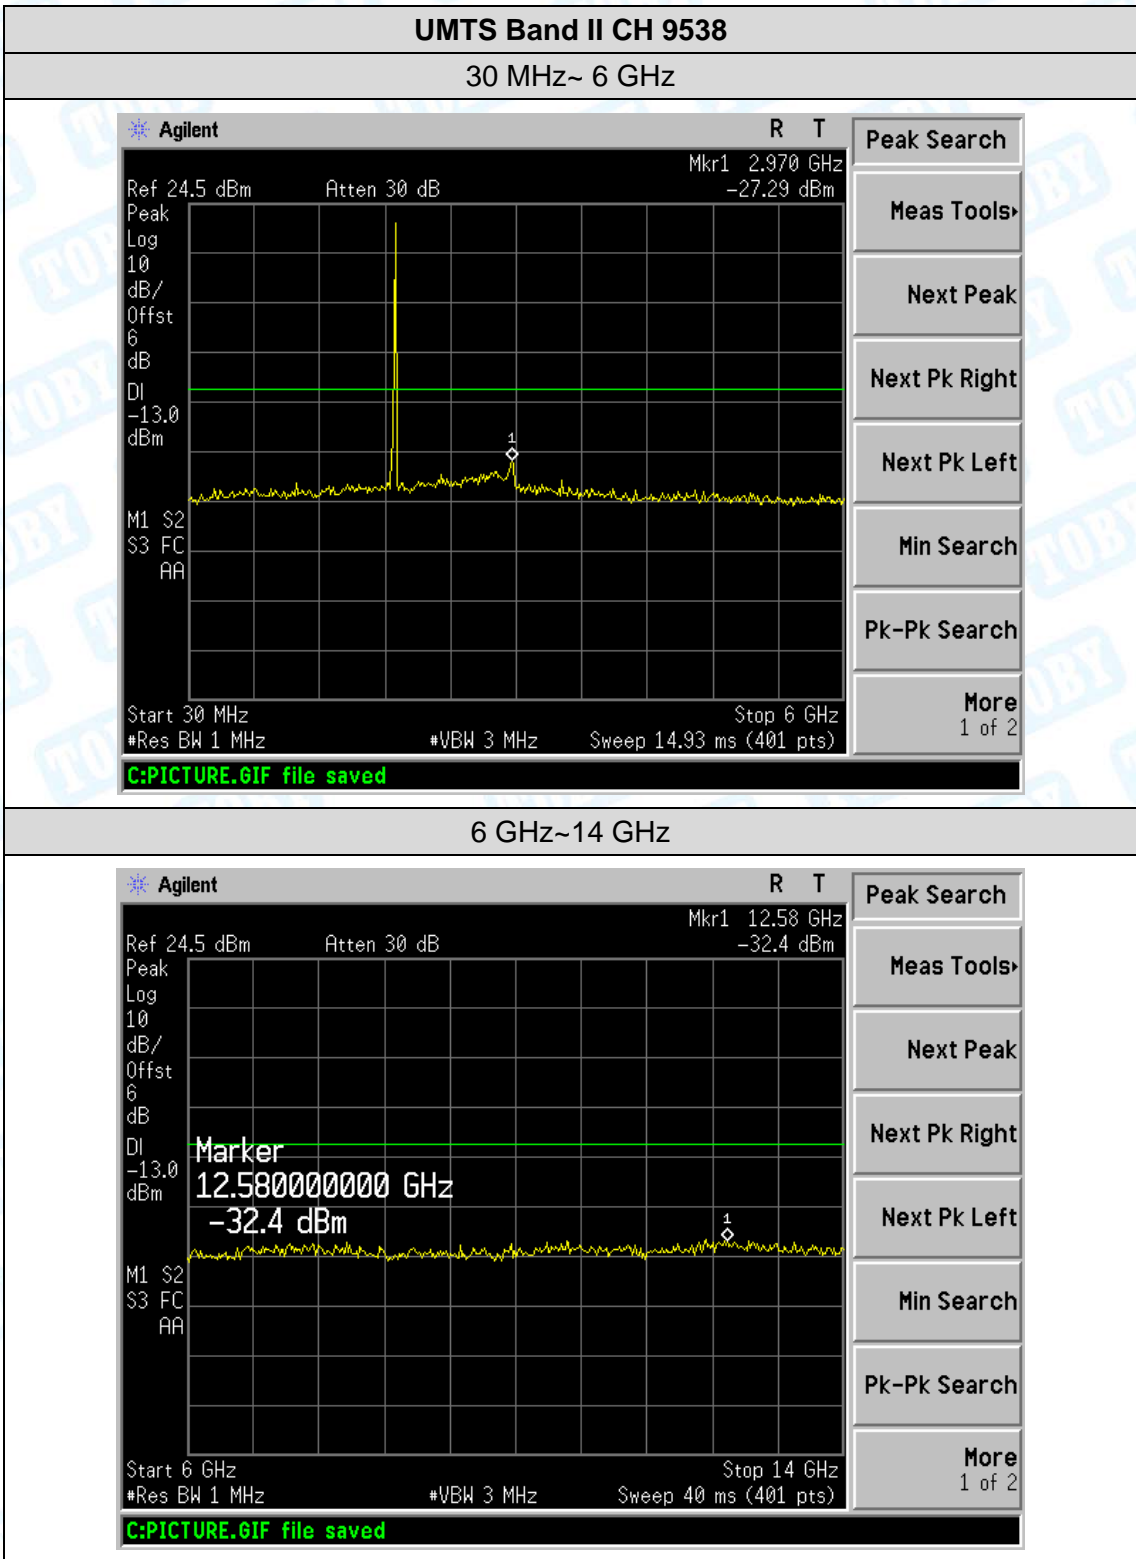 UMTS Band II CH 9538
30 MHz~ 6 GHz
Agilent R T
Peak Search
Mkr1 2.970 GHz
Ref 24.5 dBm Atten 30 dB -27.29 dBm
Peak
Log
10
dB/
Offst
6
dB
DI
-13.0
dBm
1
M1 S2
S3 FC
AA
Start 30 MHz Stop 6 GHz
#Res BW 1 MHz #VBW 3 MHz Sweep 14.93 ms (401 pts)
C:PICTURE.GIF file saved
Meas Tools
Next Peak
Next Pk Right
Next Pk Left
Min Search
Pk-Pk Search
More
1 of 2
6 GHz~14 GHz
Agilent R T
Peak Search
Mkr1 12.58 GHz
Ref 24.5 dBm Atten 30 dB -32.4 dBm
Peak
Log
10
dB/
Offst
6
dB
DI
-13.0
dBm
Marker
12.580000000 GHz
-32.4 dBm
1
M1 S2
S3 FC
AA
Start 6 GHz Stop 14 GHz
#Res BW 1 MHz #VBW 3 MHz Sweep 40 ms (401 pts)
C:PICTURE.GIF file saved
Meas Tools
Next Peak
Next Pk Right
Next Pk Left
Min Search
Pk-Pk Search
More
1 of 2
TOBY